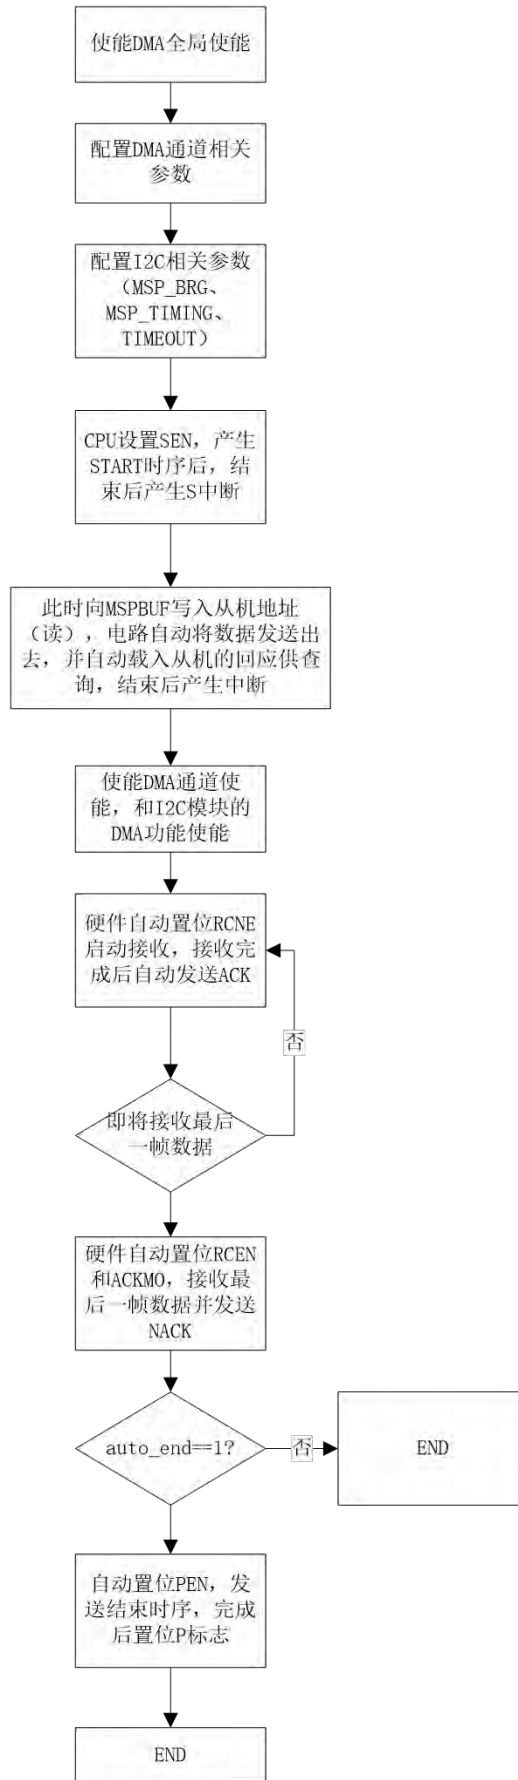 使能DMA全局使能
配置DMA通道相关
参数
配置I2C相关参数
（MSP_BRG、
MSP_TIMING、
TIMEOUT）
CPU设置SEN，产生
START时序后，结
束后产生S中断
此时向MSPBUF写入从机地址
（读），电路自动将数据发送出
去，并自动载入从机的回应供查
询，结束后产生中断
使能DMA通道使
能，和I2C模块的
DMA功能使能
硬件自动置位RCNE
启动接收，接收完
成后自动发送ACK
否
即将接收最后
一帧数据
硬件自动置位RCEN
和ACKMO，接收最
后一帧数据并发送
NACK
auto_end==1?
否
END
自动置位PEN，发
送结束时序，完成
后置位P标志
END